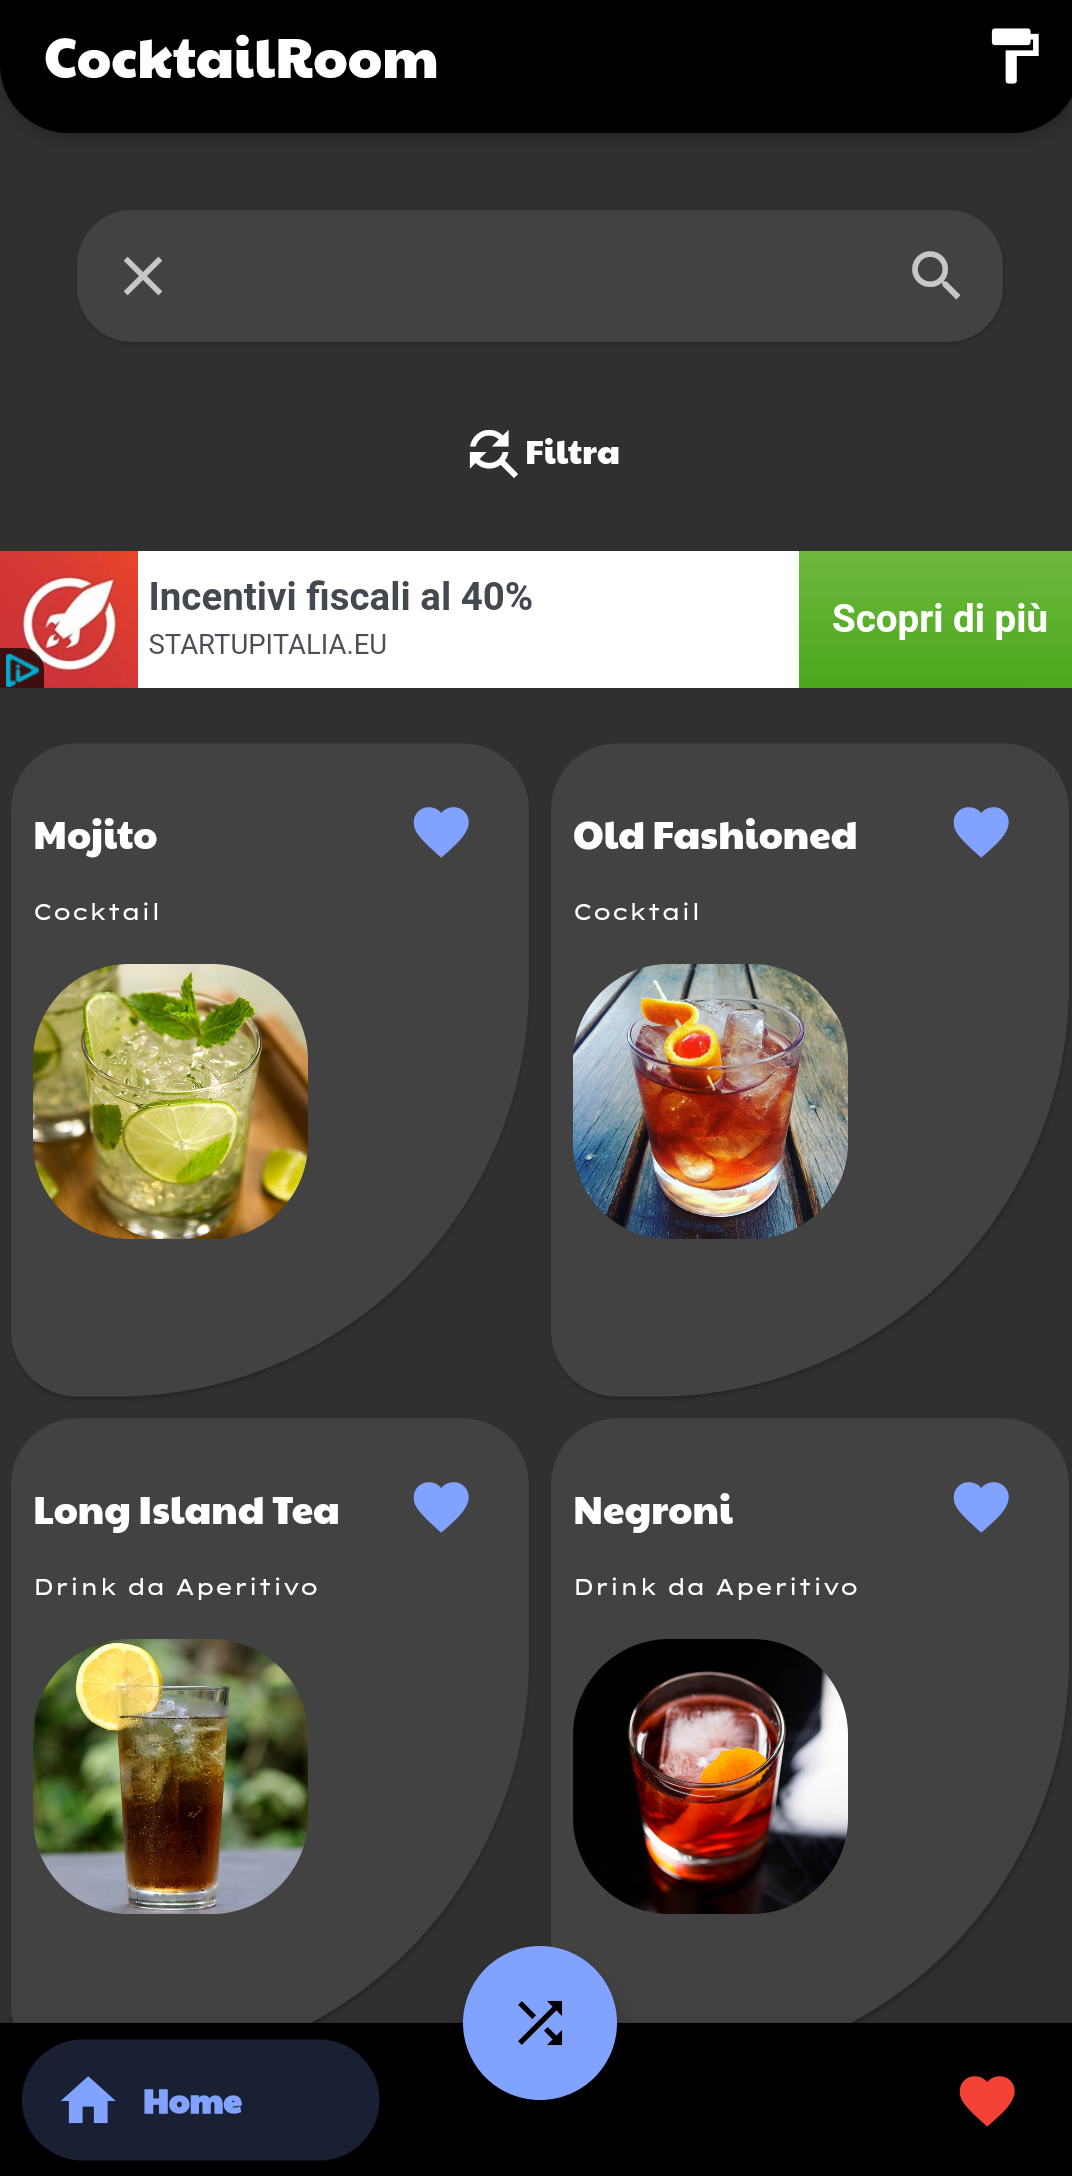 CocktailRoom
Filtra
Incentivi fiscali al 40%
STARTUPITALIA.EU
Scopri di più
Mojito
Cocktail
Old Fashioned
Cocktail
Long Island Tea
Drink da Aperitivo
Negroni
Drink da Aperitivo
Home